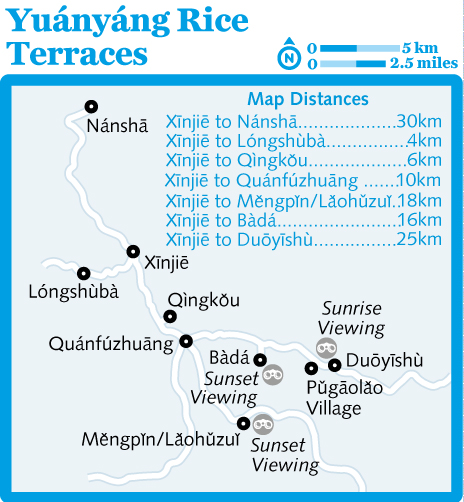 Yuányáng Rice
Terraces
N
0 5 km
0 2.5 miles
Map Distances
Xīnjiē to Nánshā....................30km
Xīnjiē to Lóngshùbà.................4km
Xīnjiē to Qìngkǒu....................6km
Xīnjiē to Quánfúzhuāng ......10km
Xīnjiē to Měngpǐn/Lǎohǔzuǐ.18km
Xīnjiē to Bàdá........................16km
Xīnjiē to Duōyīshù.................25km
Nánshā
Xīnjiē
Lóngshùbà
Qìngkǒu
Quánfúzhuāng
Sunrise
Viewing
Bàdá
Sunset
Viewing
Duōyīshù
Pǔgāolǎo
Village
Měngpǐn/Lǎohǔzuǐ
Sunset
Viewing